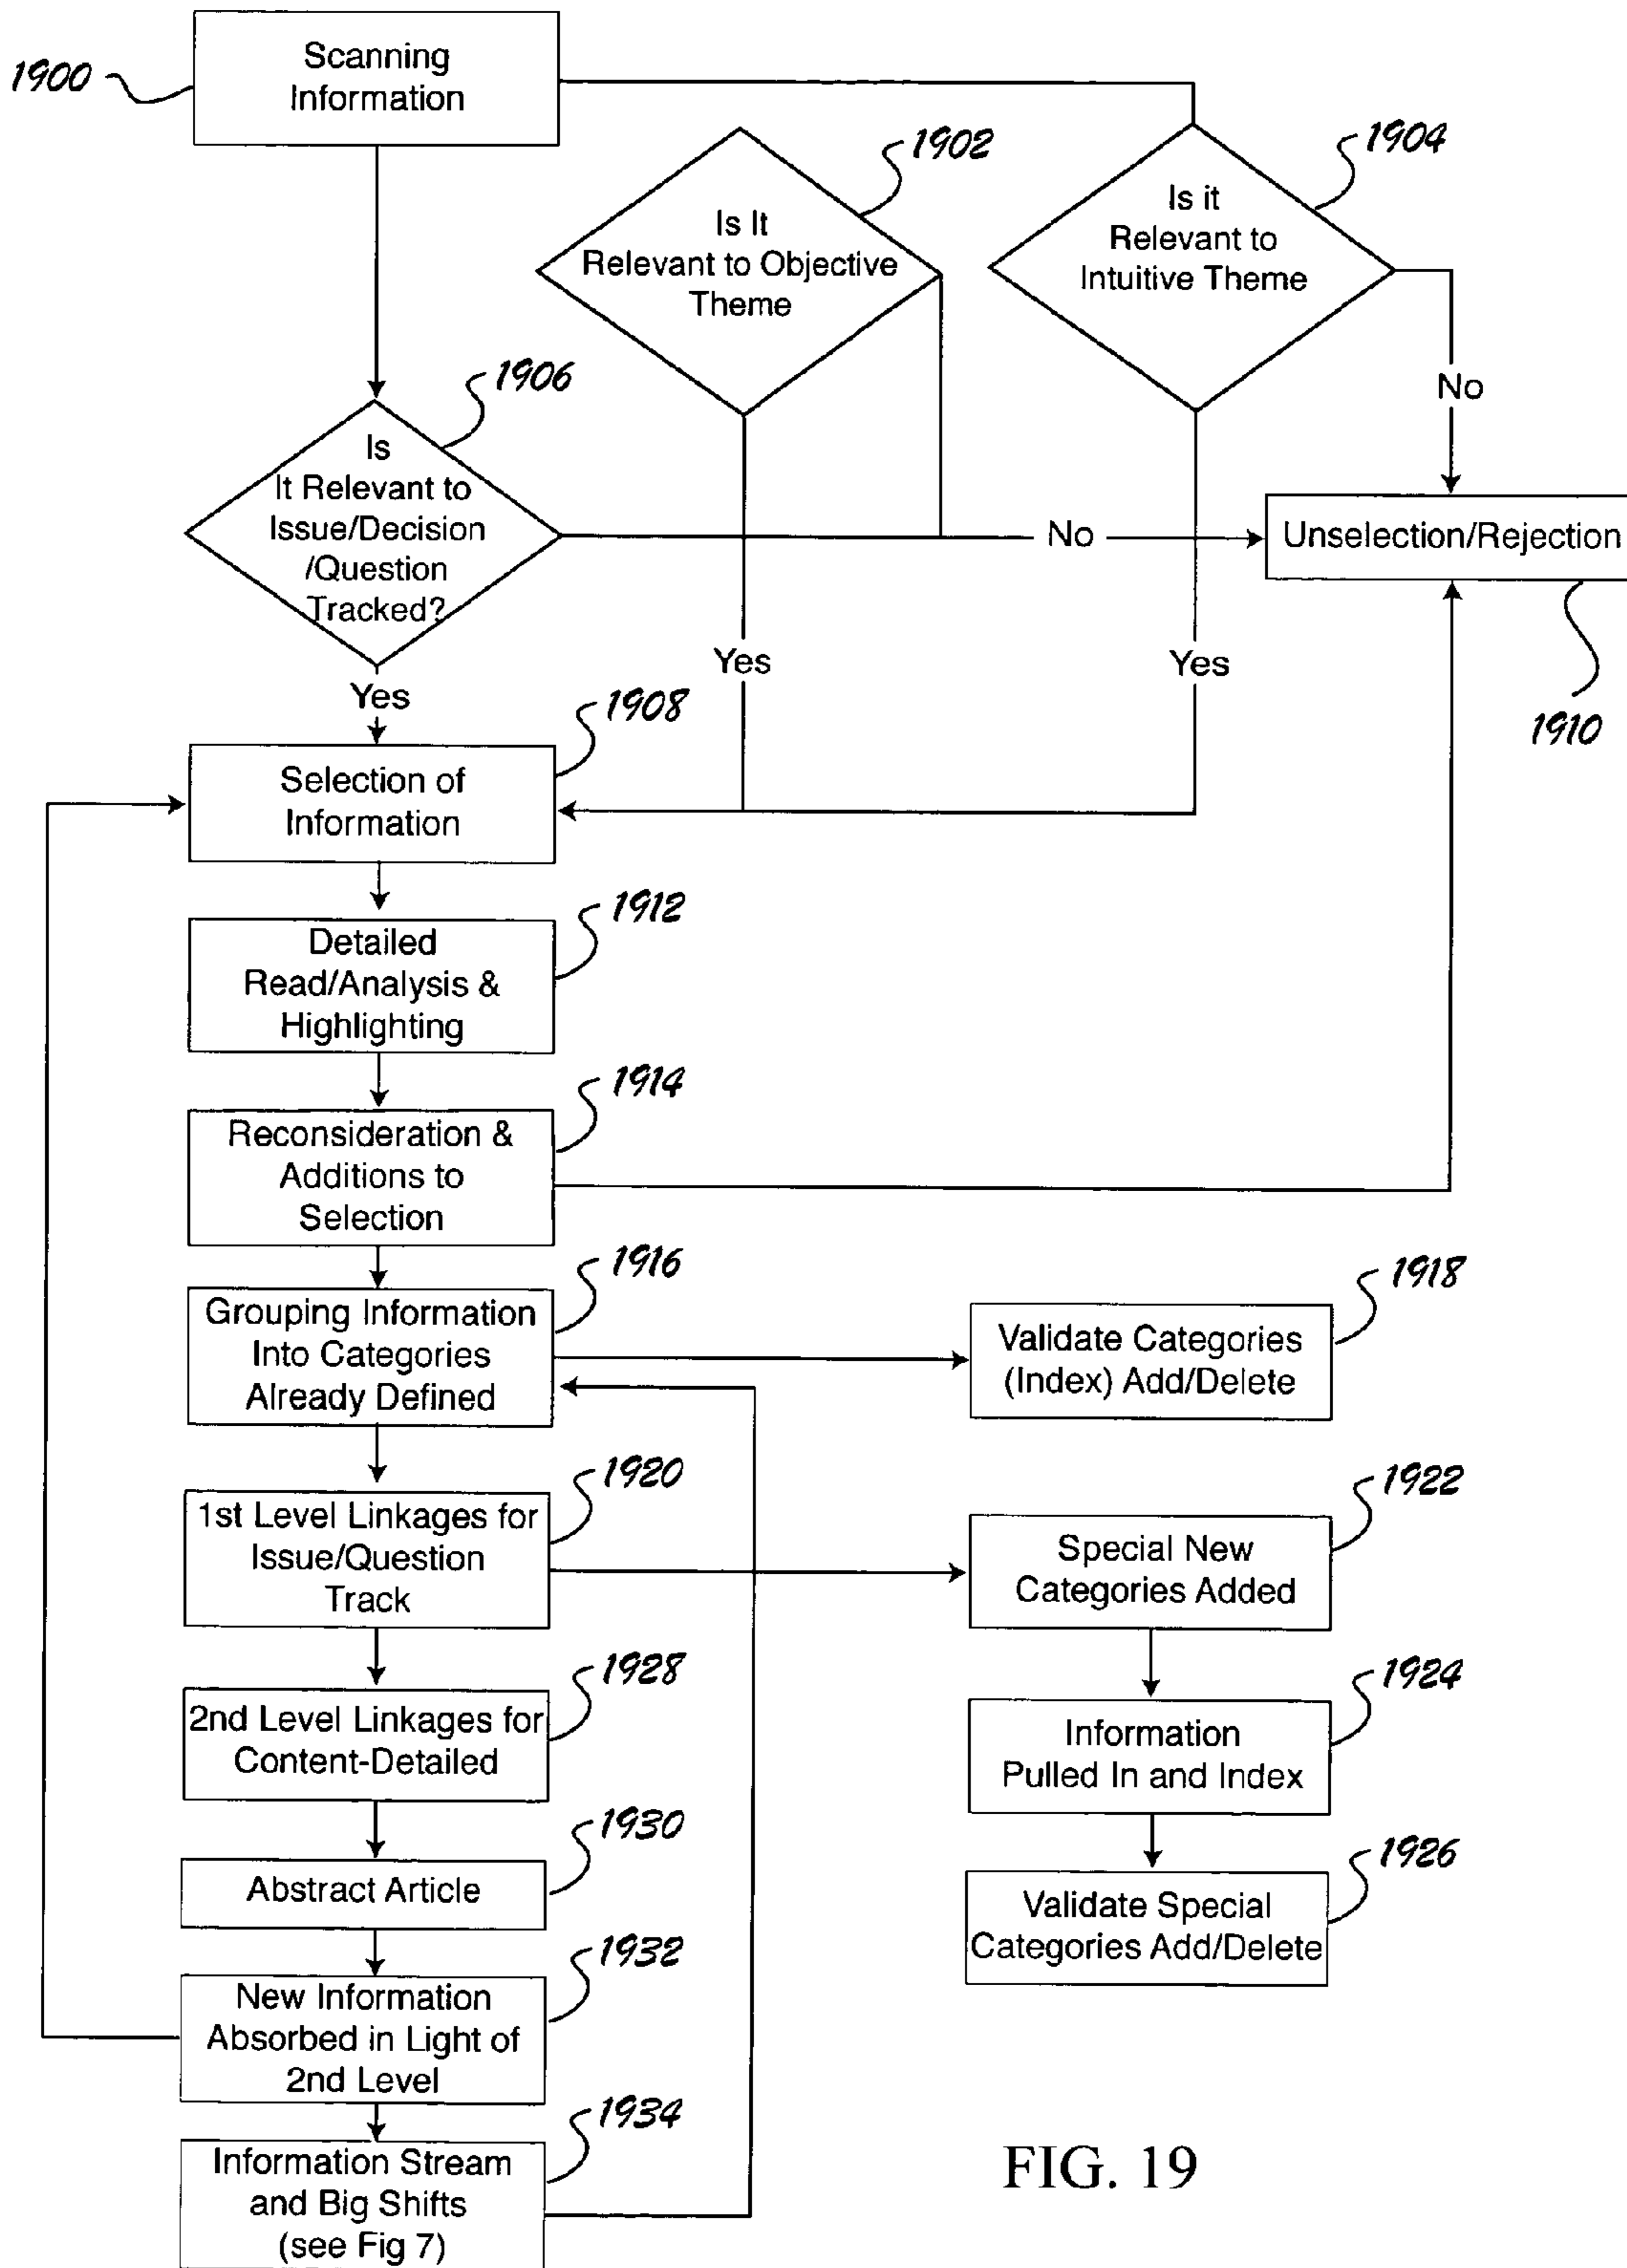 Scanning
Information
1900
1902
1904
Is It
Relevant to Objective
Theme
Is it
Relevant to
Intuitive Theme
No
1906
Is
It Relevant to
Issue/Decision
/Question
Tracked?
No
Unselection/Rejection
1910
Yes
Yes
Yes
1908
Selection of
Information
1912
Detailed
Read/Analysis &
Highlighting
1914
Reconsideration &
Additions to
Selection
1916
Grouping Information
Into Categories
Already Defined
1918
Validate Categories
(Index) Add/Delete
1920
1st Level Linkages for
Issue/Question
Track
1922
Special New
Categories Added
1928
2nd Level Linkages for
Content-Detailed
1924
Information
Pulled In and Index
1930
Abstract Article
1926
Validate Special
Categories Add/Delete
1932
New Information
Absorbed in Light of
2nd Level
1934
Information Stream
and Big Shifts
(see Fig 7)
FIG. 19